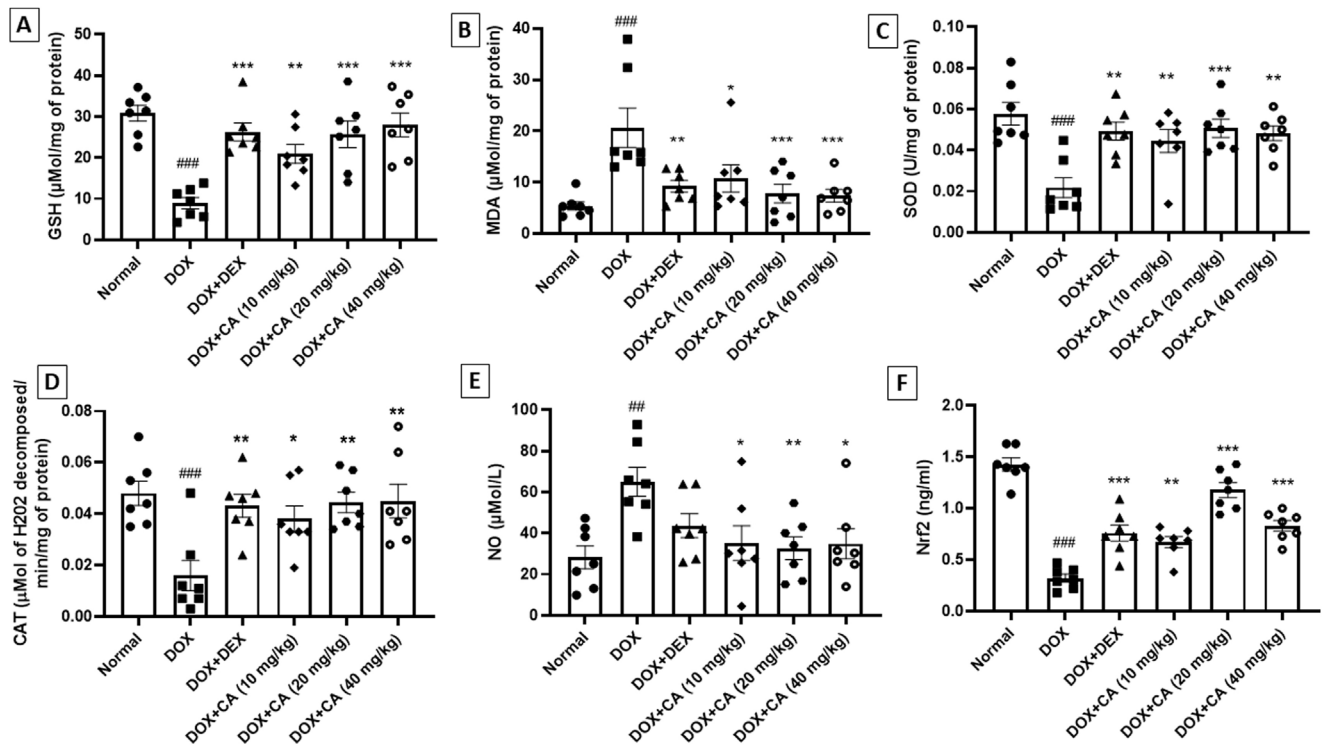 A
GSH (µMol/mg of protein)
50
40
30
20
10
0
###
***
**
***
***
Normal
DOX
DOX+DEX
DOX+CA (10 mg/kg)
DOX+CA (20 mg/kg)
DOX+CA (40 mg/kg)
B
MDA (µMol/mg of protein)
40
30
20
10
0
###
**
*
***
***
Normal
DOX
DOX+DEX
DOX+CA (10 mg/kg)
DOX+CA (20 mg/kg)
DOX+CA (40 mg/kg)
C
SOD (U/mg of protein)
0.10
0.08
0.06
0.04
0.02
0.00
###
**
**
***
**
Normal
DOX
DOX+DEX
DOX+CA (10 mg/kg)
DOX+CA (20 mg/kg)
DOX+CA (40 mg/kg)
D
CAT (µMol of H202 decomposed/
min/mg of protein)
0.08
0.06
0.04
0.02
0.00
###
**
*
**
**
Normal
DOX
DOX+DEX
DOX+CA (10 mg/kg)
DOX+CA (20 mg/kg)
DOX+CA (40 mg/kg)
E
NO (µMol/L)
100
80
60
40
20
0
##
*
**
*
Normal
DOX
DOX+DEX
DOX+CA (10 mg/kg)
DOX+CA (20 mg/kg)
DOX+CA (40 mg/kg)
F
Nrf2 (ng/ml)
2.0
1.5
1.0
0.5
0.0
###
***
**
***
***
Normal
DOX
DOX+DEX
DOX+CA (10 mg/kg)
DOX+CA (20 mg/kg)
DOX+CA (40 mg/kg)